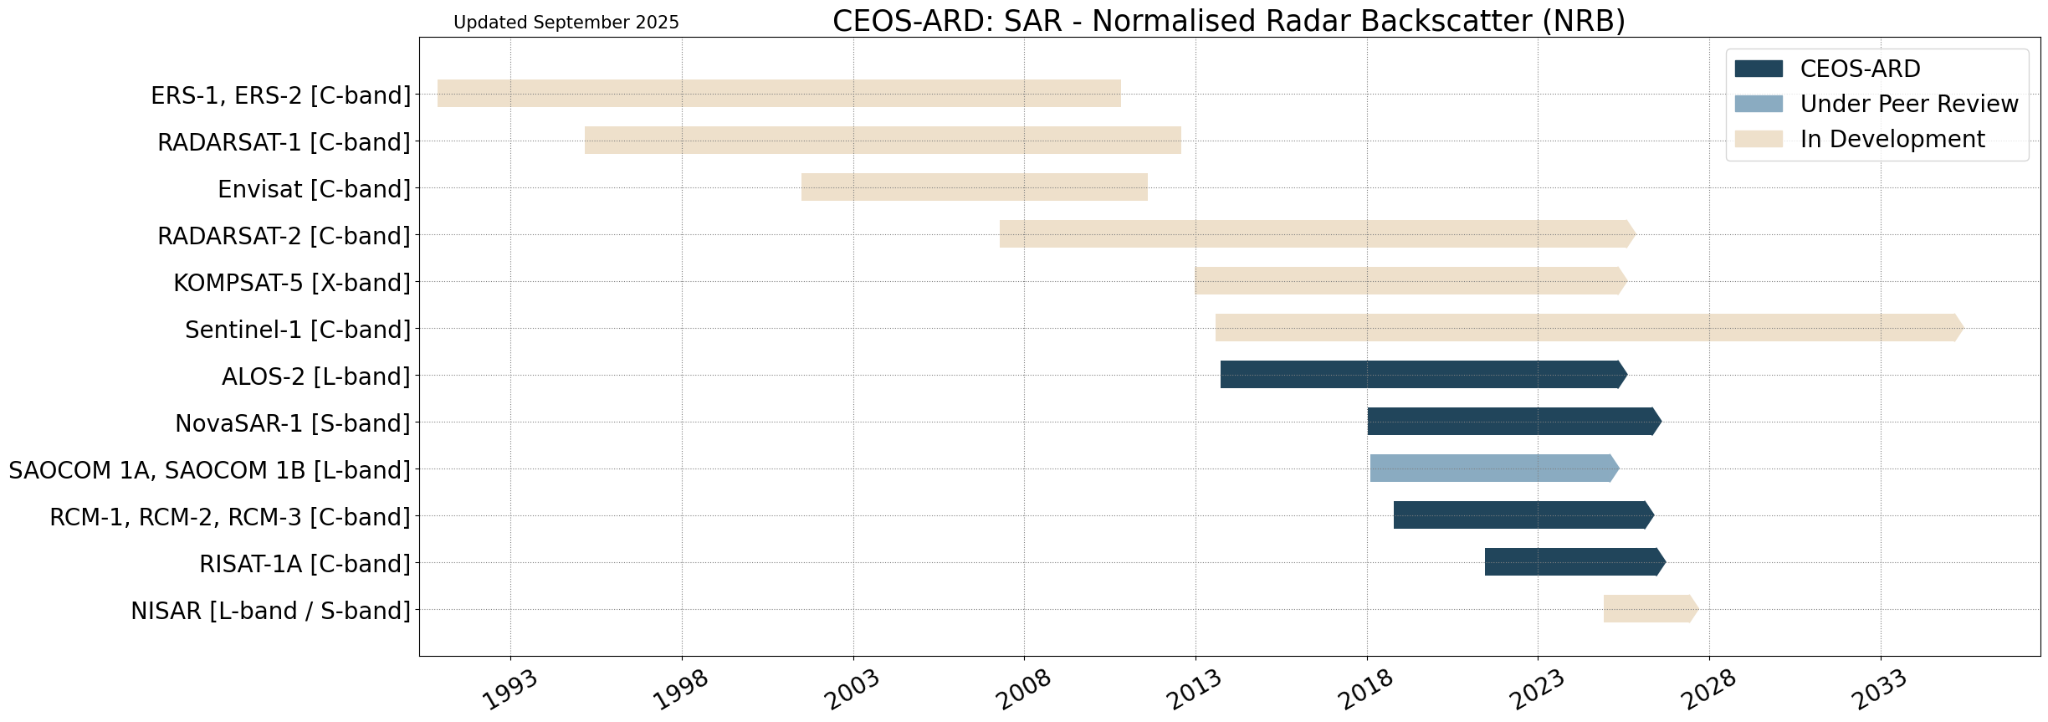 Updated September 2025
CEOS-ARD: SAR - Normalised Radar Backscatter (NRB)
CEOS-ARD
Under Peer Review
In Development
ERS-1, ERS-2 [C-band]
RADARSAT-1 [C-band]
Envisat [C-band]
RADARSAT-2 [C-band]
KOMPSAT-5 [X-band]
Sentinel-1 [C-band]
ALOS-2 [L-band]
NovaSAR-1 [S-band]
SAOCOM 1A, SAOCOM 1B [L-band]
RCM-1, RCM-2, RCM-3 [C-band]
RISAT-1A [C-band]
NISAR [L-band / S-band]
1993 1998 2003 2008 2013 2018 2023 2028 2033